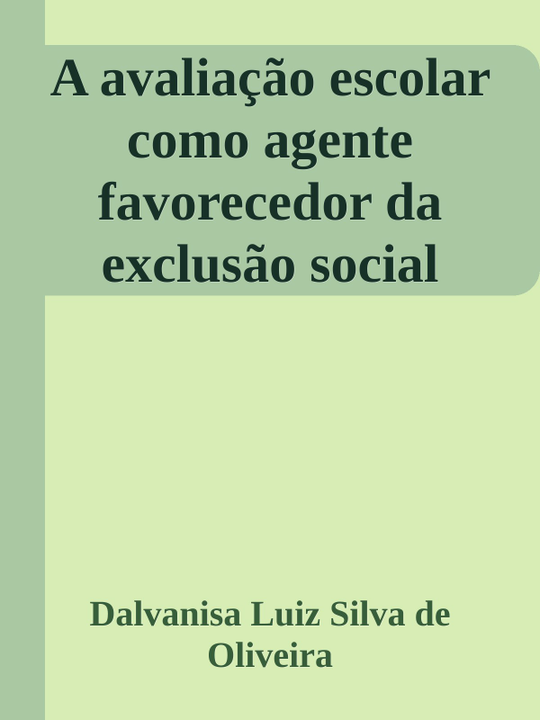 A avaliação escolar
como agente
favorecedor da
exclusão social
Dalvanisa Luiz Silva de
Oliveira